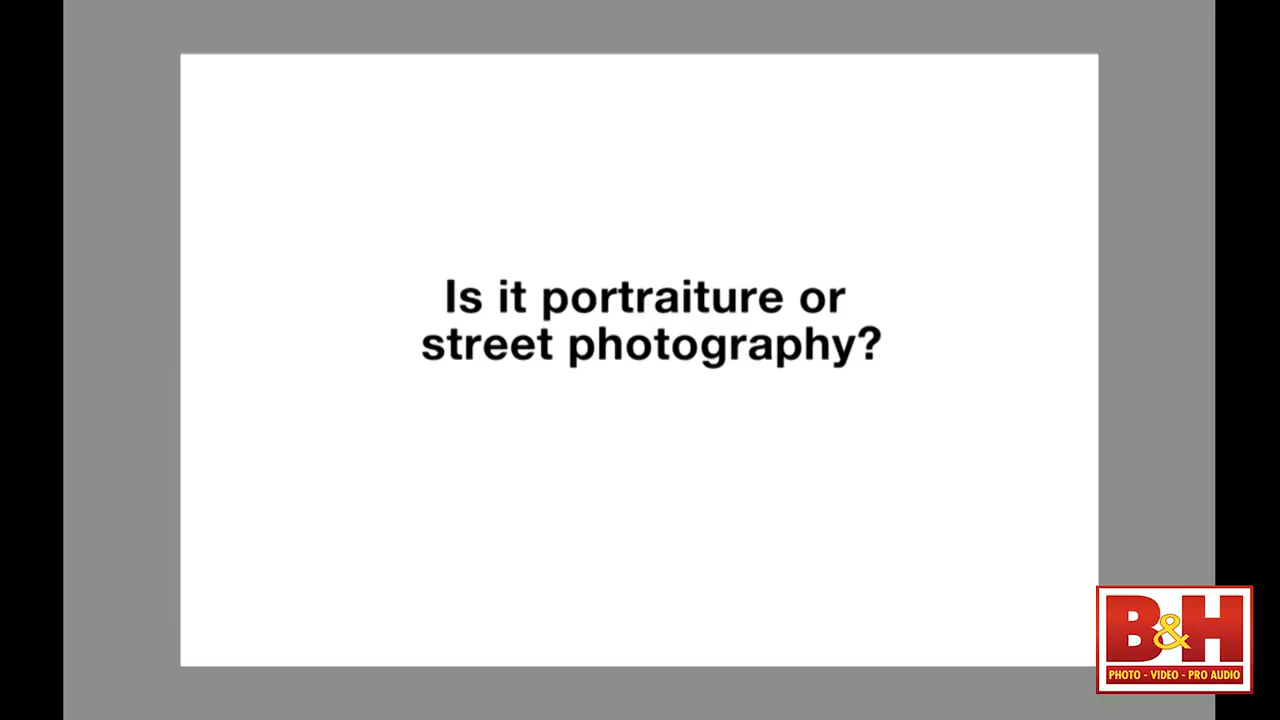 Is it portraiture or
street photography?
B&H
PHOTO - VIDEO - PRO AUDIO